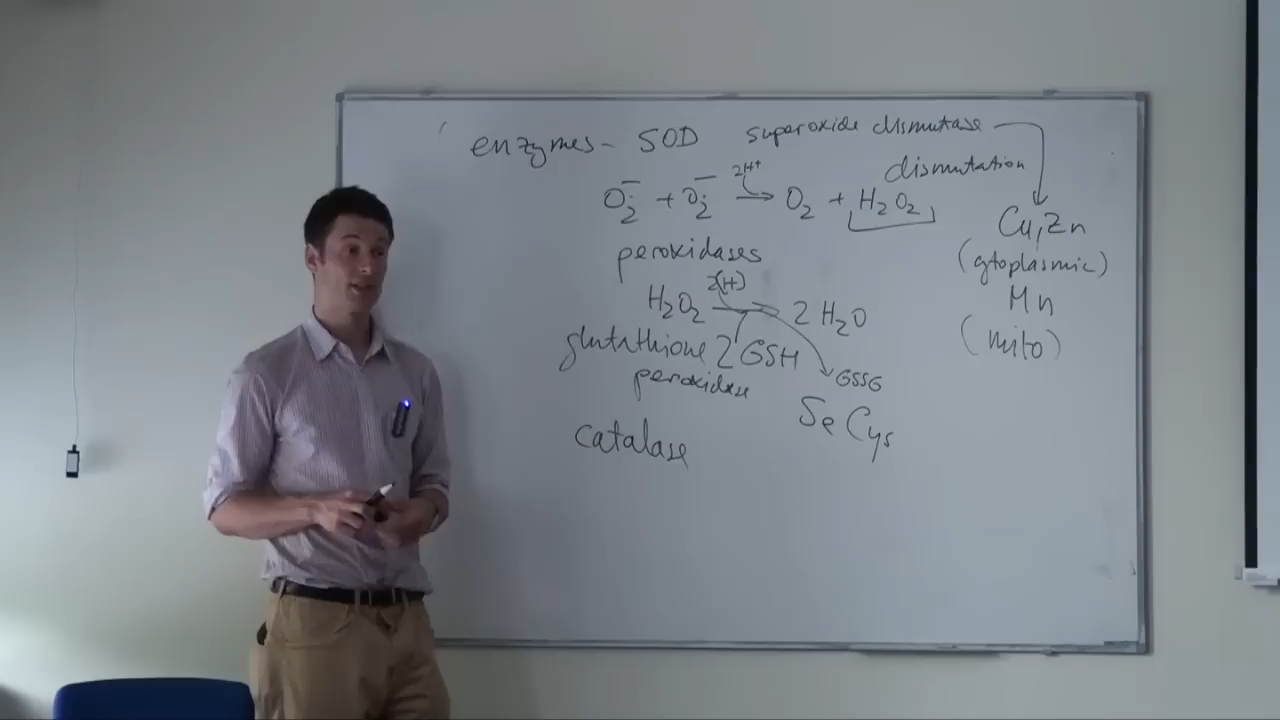 enzymes - SOD superoxide dismutase
dismutation
2H⁺
O₂•⁻ + O₂•⁻ → O₂ + H₂O₂
Cu, Zn
(cytoplasmic)
Mn
(mito)
peroxidases
2(H)
H₂O₂ → 2 H₂O
glutathione 2 GSH
peroxidase
GSSG
Se Cys
catalase